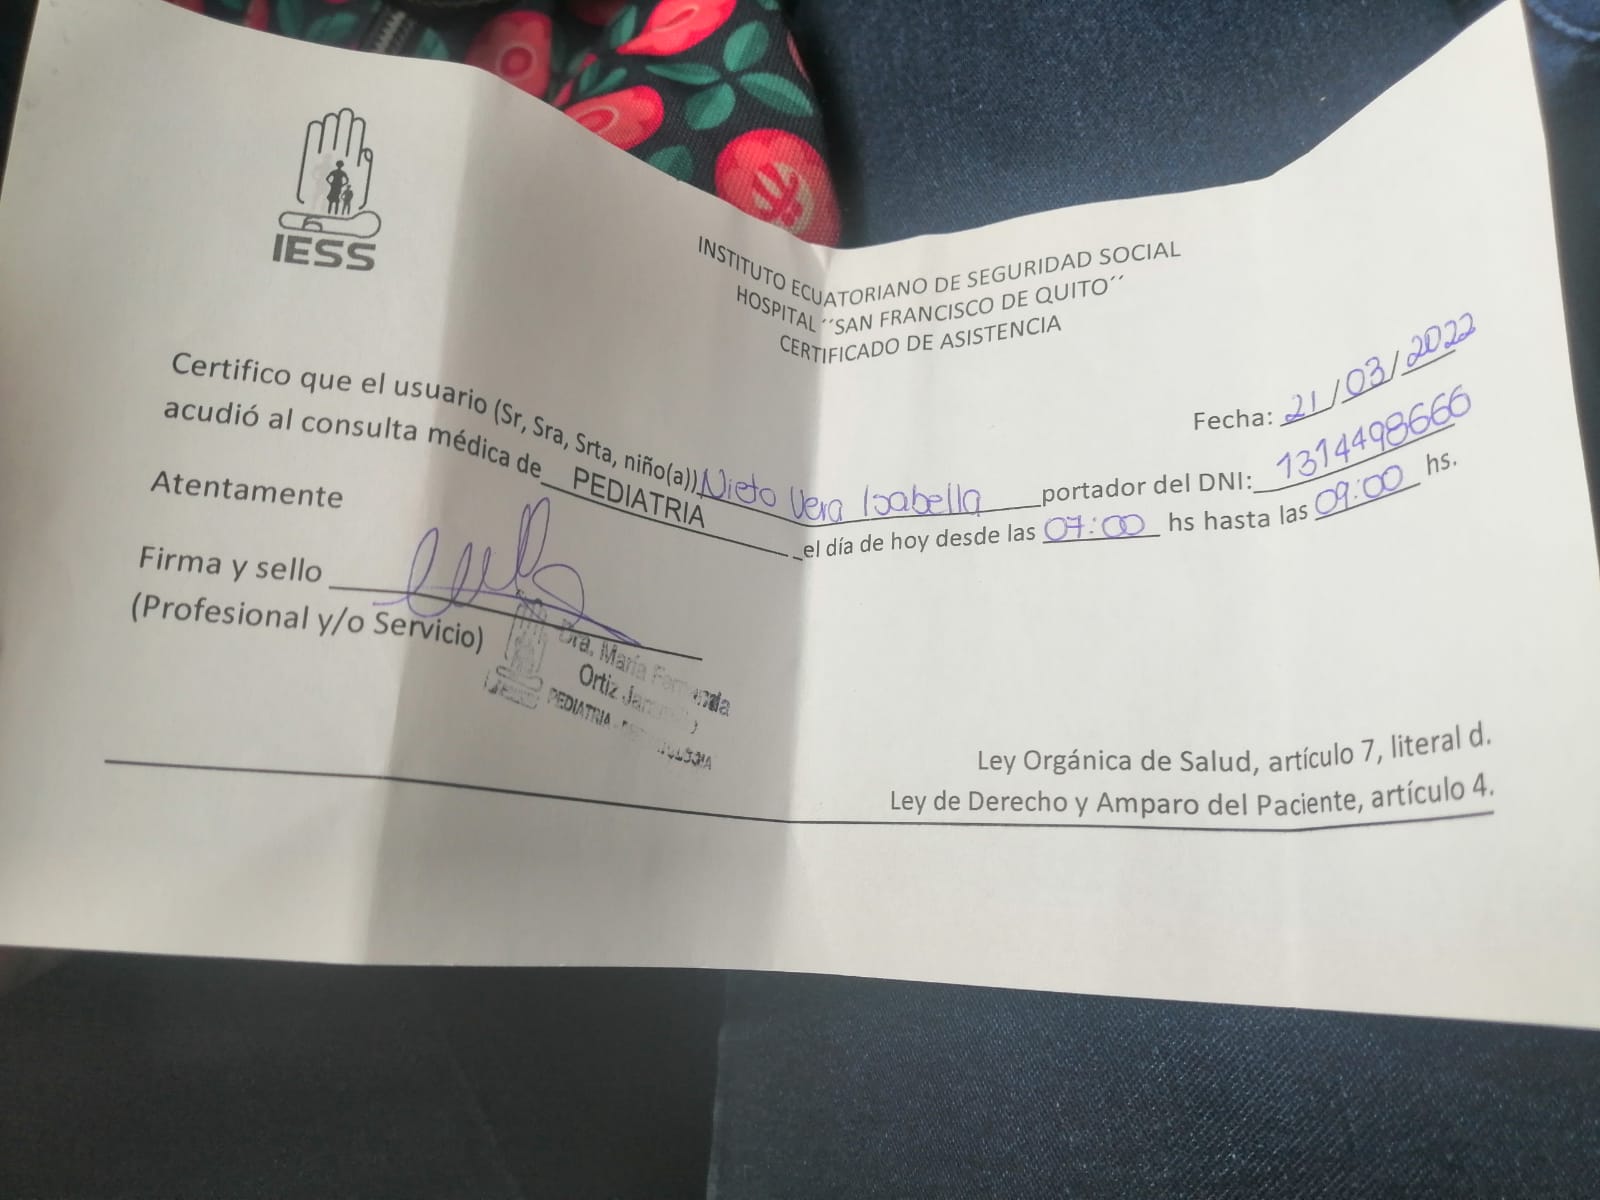 IESS
INSTITUTO ECUATORIANO DE SEGURIDAD SOCIAL
HOSPITAL ´´SAN FRANCISCO DE QUITO´´
CERTIFICADO DE ASISTENCIA
Fecha: 21/03/2022
Certifico que el usuario (Sr, Sra, Srta, niño(a)) Nieto Vera Isabella portador del DNI: 1314498666
acudió al consulta médica de PEDIATRIA el día de hoy desde las 07:00 hs hasta las 09:00 hs.
Atentamente
Firma y sello
(Profesional y/o Servicio)
Dra. María Fernanda
Ortiz
PEDIATRIA
Ley Orgánica de Salud, artículo 7, literal d.
Ley de Derecho y Amparo del Paciente, artículo 4.